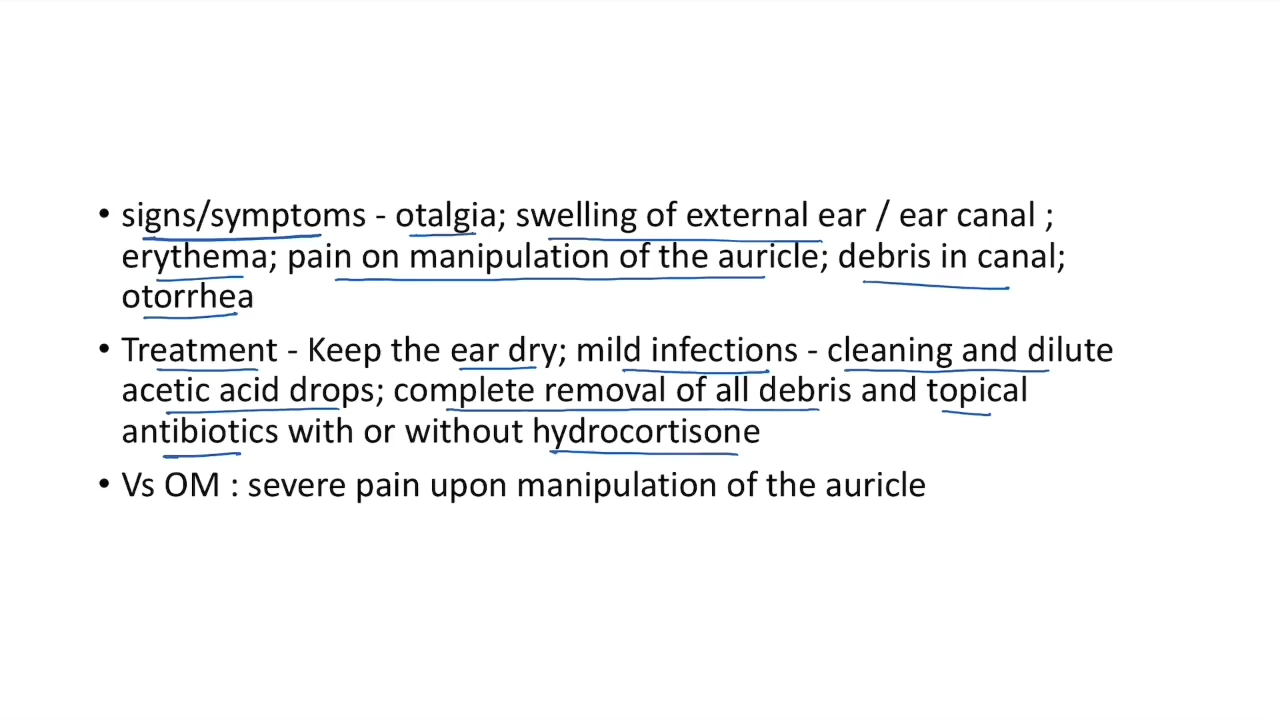 • signs/symptoms - otalgia; swelling of external ear / ear canal ;
erythema; pain on manipulation of the auricle; debris in canal;
otorrhea
• Treatment - Keep the ear dry; mild infections - cleaning and dilute
acetic acid drops; complete removal of all debris and topical
antibiotics with or without hydrocortisone
• Vs OM : severe pain upon manipulation of the auricle